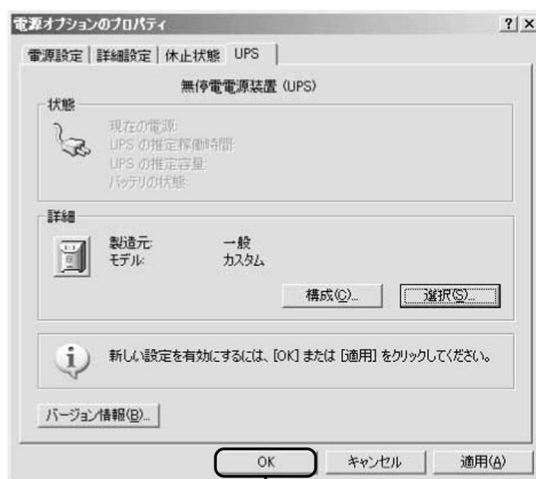 電源オプションのプロパティ
? ×
電源設定 詳細設定 休止状態 UPS
無停電電源装置 (UPS)
状態
現在の電源:
UPS の推定稼働時間:
UPS の推定容量:
バッテリの状態:
詳細
製造元: 一般
モデル: カスタム
構成(C)... 選択(S)...
新しい設定を有効にするには、[OK] または [適用] をクリックしてください。
バージョン情報(B)...
OK キャンセル 適用(A)